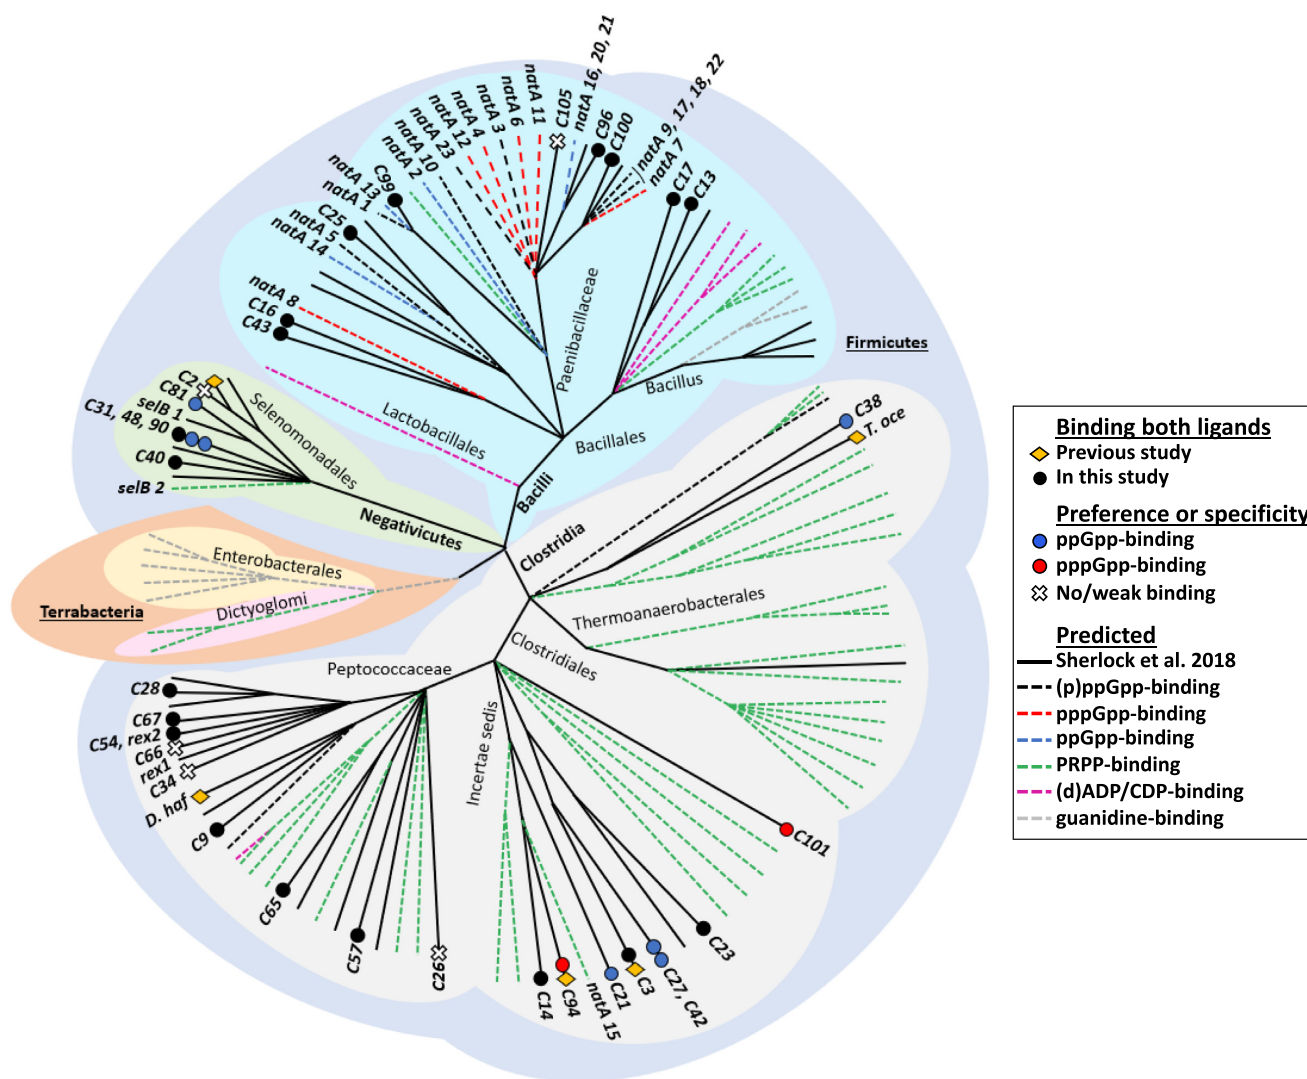 natA 16, 20, 21
natA 9, 17, 18, 22
natA 11
natA 6
natA 3
natA 4
natA 12
natA 23
natA 10
natA 2
C105
C96
C100
natA 7
C17
C13
C99
natA 13
natA 1
C25
natA 5
natA 14
natA 8
C16
C43
Paenibacillaceae
Firmicutes
Bacillus
Lactobacillales
Bacillales
Bacilli
C2
C81
selB 1
C31, 48, 90
C40
selB 2
Selenomonadales
Negativicutes
C38
T. oce
Clostridia
Enterobacterales
Dictyoglomi
Terrabacteria
Thermoanaerobacterales
Clostridiales
Peptococcaceae
Incertae sedis
C28
C67
C54, rex2
C66
rex1
C34
D. haf
C9
C65
C57
C26
C14
C94
natA 15
C21
C3
C27, C42
C23
C101
Binding both ligands
Previous study
In this study
Preference or specificity
ppGpp-binding
pppGpp-binding
No/weak binding
Predicted
Sherlock et al. 2018
(p)ppGpp-binding
pppGpp-binding
ppGpp-binding
PRPP-binding
(d)ADP/CDP-binding
guanidine-binding